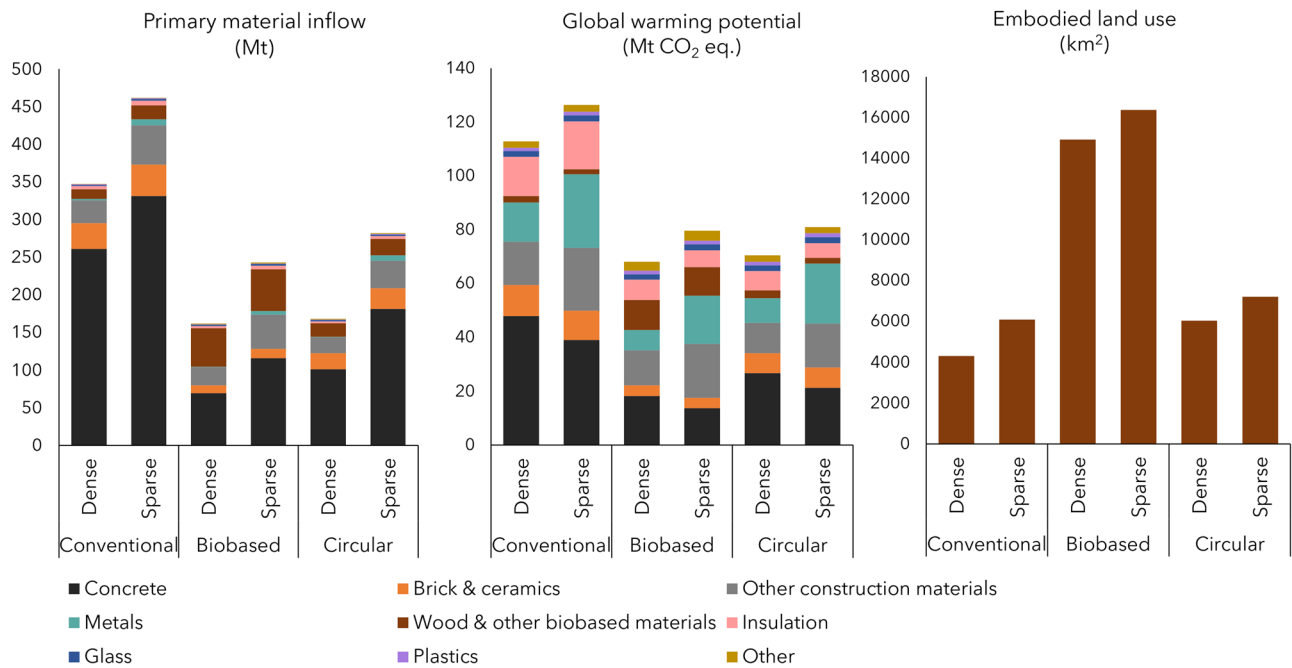 Primary material inflow
(Mt)
500
450
400
350
300
250
200
150
100
50
0
Dense
Sparse
Dense
Sparse
Dense
Sparse
Conventional
Biobased
Circular
Global warming potential
(Mt CO₂ eq.)
140
120
100
80
60
40
20
0
Dense
Sparse
Dense
Sparse
Dense
Sparse
Conventional
Biobased
Circular
Embodied land use
(km²)
18000
16000
14000
12000
10000
8000
6000
4000
2000
0
Dense
Sparse
Dense
Sparse
Dense
Sparse
Conventional
Biobased
Circular
Concrete
Brick & ceramics
Other construction materials
Metals
Wood & other biobased materials
Insulation
Glass
Plastics
Other